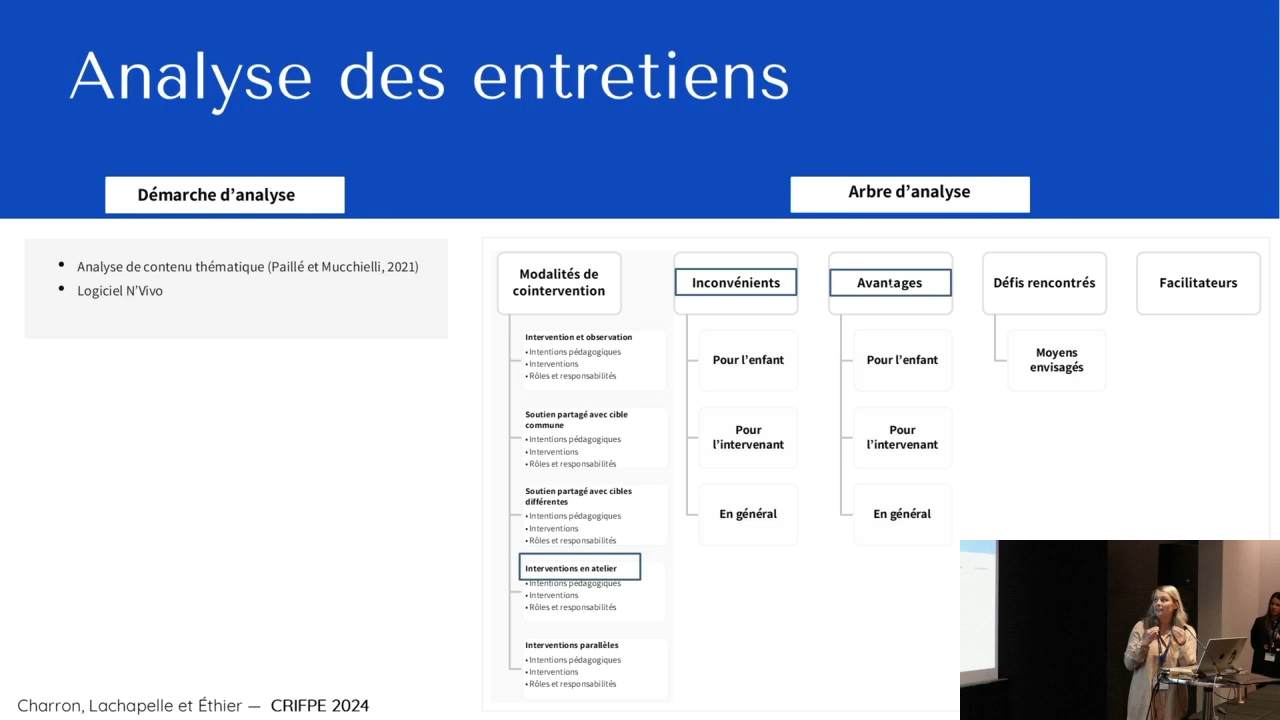 Analyse des entretiens
Démarche d'analyse
Arbre d'analyse
• Analyse de contenu thématique (Paillé et Mucchielli, 2021)
• Logiciel N'Vivo
Modalités de
cointervention
Intervention et observation
• Intentions pédagogiques
• Interventions
• Rôles et responsabilités
Soutien partagé avec cible
commune
• Intentions pédagogiques
• Interventions
• Rôles et responsabilités
Soutien partagé avec cibles
différentes
• Intentions pédagogiques
• Interventions
• Rôles et responsabilités
Interventions en atelier
• Intentions pédagogiques
• Interventions
• Rôles et responsabilités
Interventions parallèles
• Intentions pédagogiques
• Interventions
• Rôles et responsabilités
Inconvénients
Pour l'enfant
Pour
l'intervenant
En général
Avantages
Pour l'enfant
Pour
l'intervenant
En général
Défis rencontrés
Moyens
envisagés
Facilitateurs
Charron, Lachapelle et Éthier — CRIFPE 2024